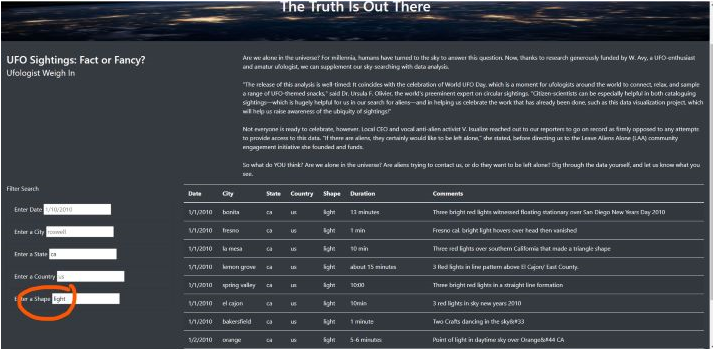 The Truth Is Out There
UFO Sightings: Fact or Fancy?
Ufologist Weigh In
Are we alone in the universe? For millennia, humans have turned to the sky to answer this question. Now, thanks to research generously funded by W. Avy, a UFO-enthusiast
and amatur ufologist, we can supplement our sky-searching with data analysis.
"The release of this analysis is well-timed: It coincides with the celebration of World UFO Day, which is a moment for ufologists around the world to connect, relax, and sample
a range of UFO-themed snacks," said Dr. Ursula F. Olivier, the world's preeminent expert on circular sightings. "Citizen-scientists can be especially helpful in both cataloguing
sightings—which is hugely helpful for us in our search for aliens—and in helping us celebrate the work that has already been done, such as this data visualization project, which
will help us raise awareness of the ubiquity of sightings!"
Not everyone is ready to celebrate, however. Local CEO and vocal anti-alien activist V. Isualize reached out to our reporters to go on record as firmly opposed to any attempts
to provide access to this data. "If there are aliens, they certainly would like to be left alone," she stated, before directing us to the Leave Aliens Alone (LAA) community
engagement initiative she founded and funds.
So what do YOU think? Are we alone in the universe? Are aliens trying to contact us, or do they want to be left alone? Dig through the data yourself, and let us know what you
see.
Filter Search
Enter Date 1/10/2010
Enter a City roswell
Enter a State ca
Enter a Country us
Enter a Shape light
Date City State Country Shape Duration Comments
1/1/2010 bonita ca us light 13 minutes Three bright red lights witnessed floating stationary over San Diego New Years Day 2010
1/1/2010 fresno ca us light 1 min Fresno cal. bright light hovers over head then vanished
1/1/2010 la mesa ca us light 10 min Three red lights over southern California that made a triangle shape
1/1/2010 lemon grove ca us light about 15 minutes 3 Red lights in line pattern above El Cajon/ East County.
1/1/2010 spring valley ca us light 10:00 Three bright red lights in a straight line formation
1/1/2010 el cajon ca us light 10min 3 red lights in sky new years 2010
1/1/2010 bakersfield ca us light 1 minute Two Crafts dancing in the sky&#33
1/2/2010 orange ca us light 5-6 minutes Point of light in daytime sky over Orange&#44 CA